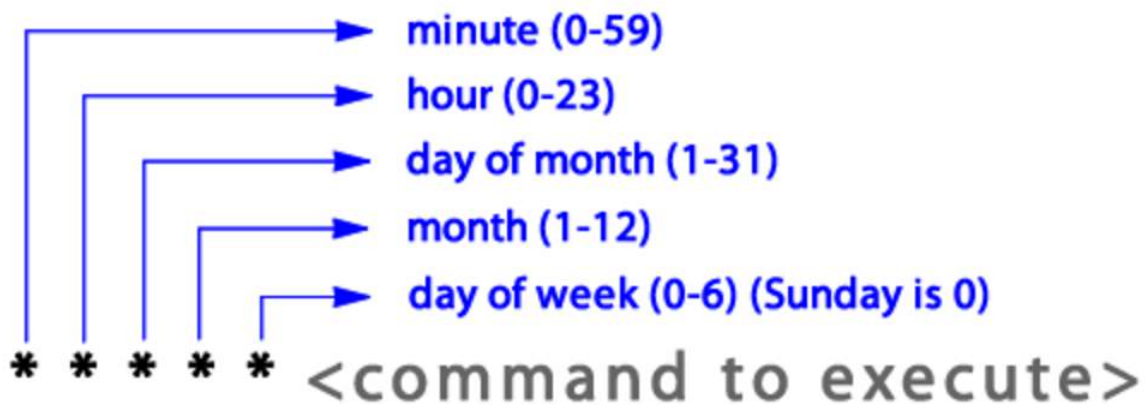 minute (0-59)
hour (0-23)
day of month (1-31)
month (1-12)
day of week (0-6) (Sunday is 0)
* * * * * <command to execute>